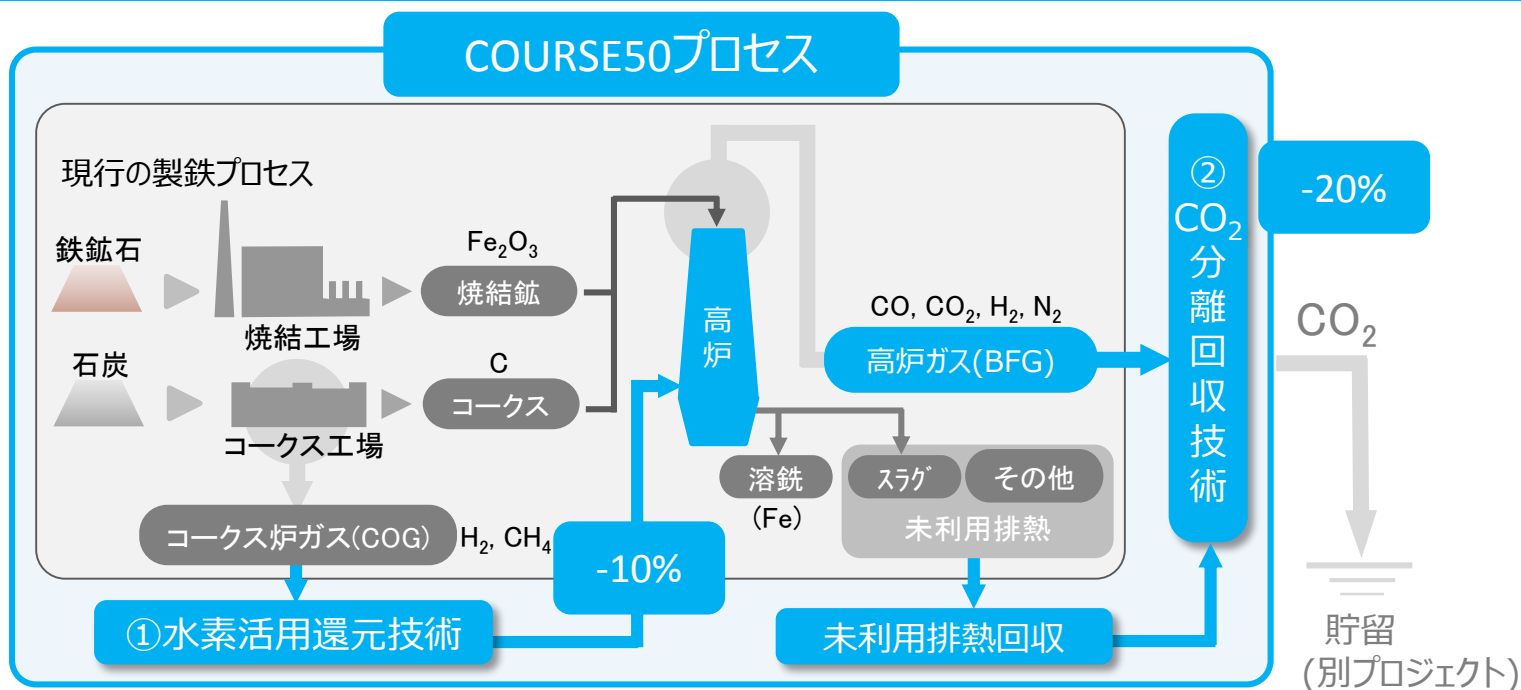 COURSE50プロセス
現行の製鉄プロセス
鉄鉱石
焼結工場
Fe₂O₃
焼結鉱
石炭
コークス工場
C
コークス
高炉
CO, CO₂, H₂, N₂
高炉ガス(BFG)
溶銑
(Fe)
スラグ
その他
未利用排熱
コークス炉ガス(COG)
H₂, CH₄
-10%
①水素活用還元技術
未利用排熱回収
②CO₂分離回収技術
-20%
CO₂
貯留
(別プロジェクト)